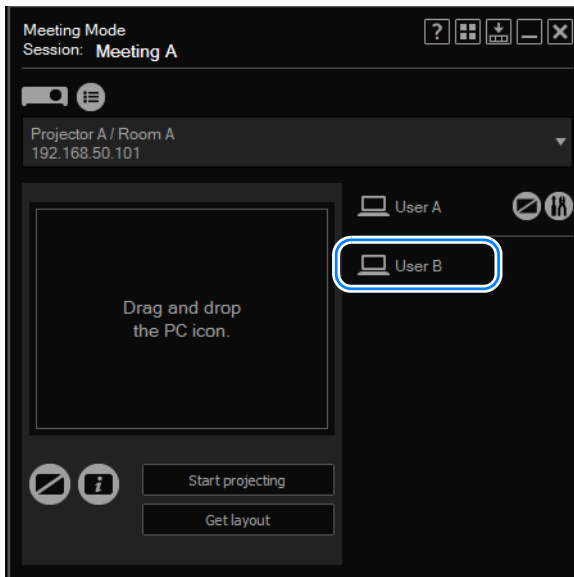 Meeting Mode
Session: Meeting A
Projector A / Room A
192.168.50.101
User A
User B
Drag and drop
the PC icon.
Start projecting
Get layout